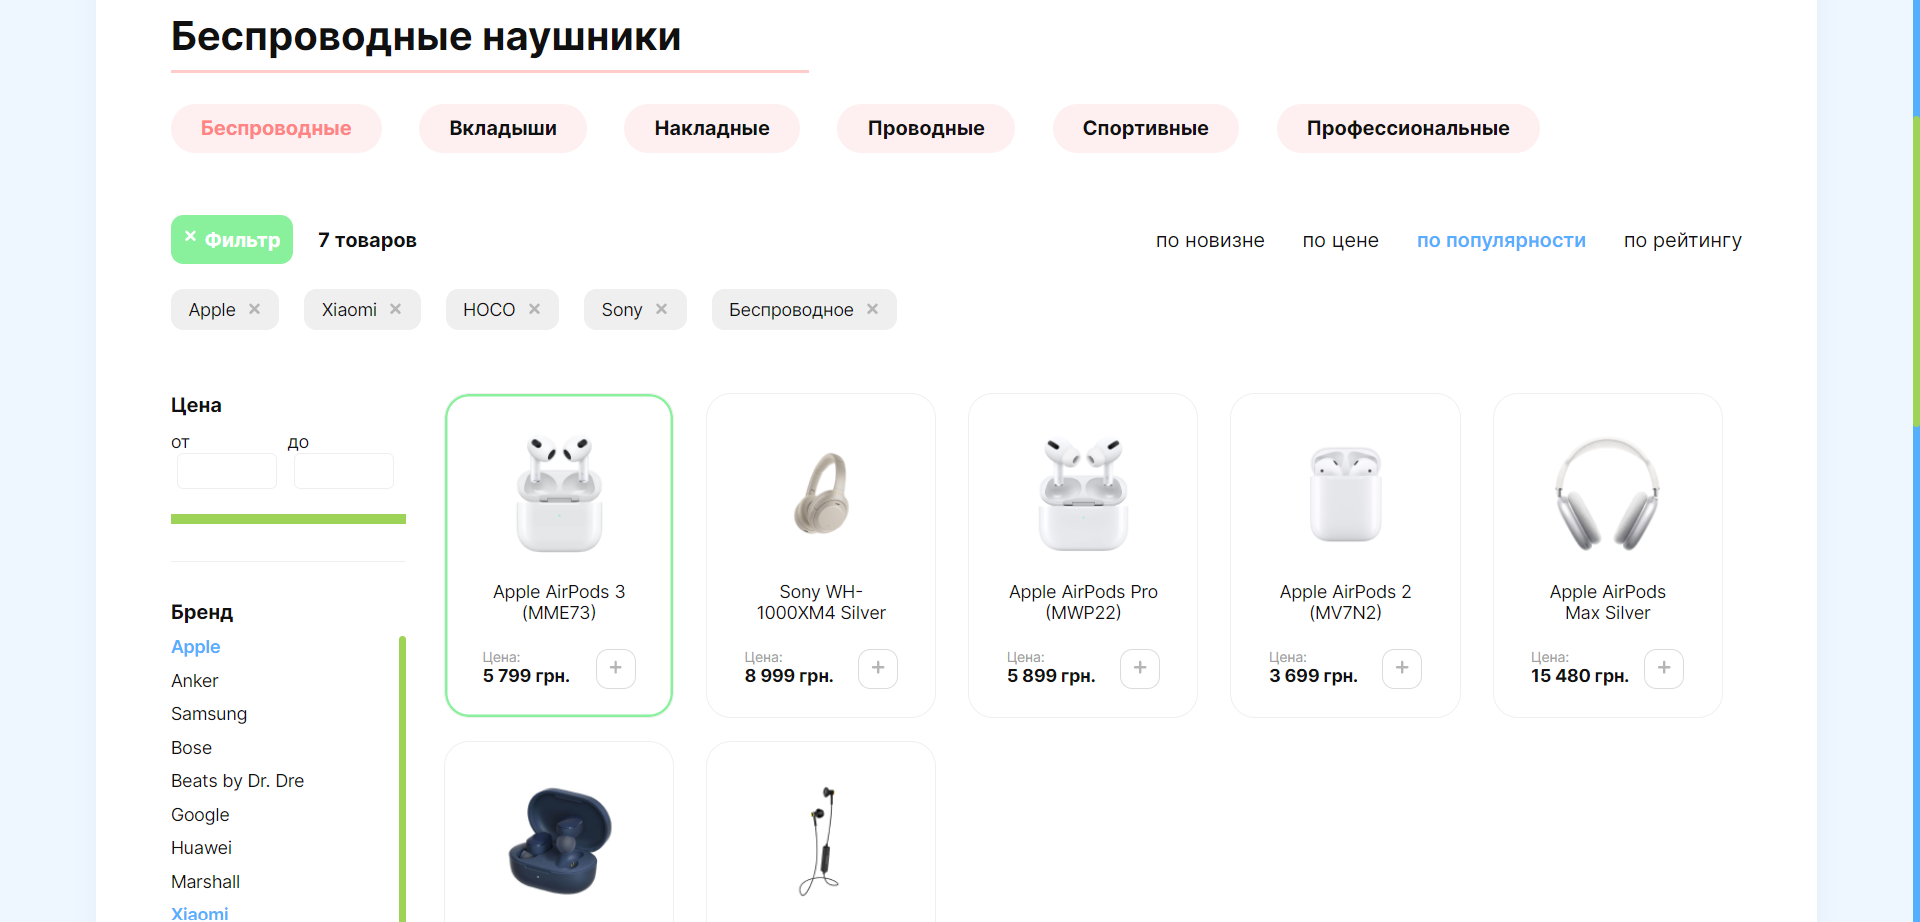 Беспроводные наушники
Беспроводные Вкладыши Накладные Проводные Спортивные Профессиональные
× Фильтр 7 товаров по новизне по цене по популярности по рейтингу
Apple × Xiaomi × HOCO × Sony × Беспроводное ×
Цена
от до
Бренд
Apple
Anker
Samsung
Bose
Beats by Dr. Dre
Google
Huawei
Marshall
Xiaomi
Apple AirPods 3
(MME73)
Цена:
5 799 грн. +
Sony WH-
1000XM4 Silver
Цена:
8 999 грн. +
Apple AirPods Pro
(MWP22)
Цена:
5 899 грн. +
Apple AirPods 2
(MV7N2)
Цена:
3 699 грн. +
Apple AirPods
Max Silver
Цена:
15 480 грн. +